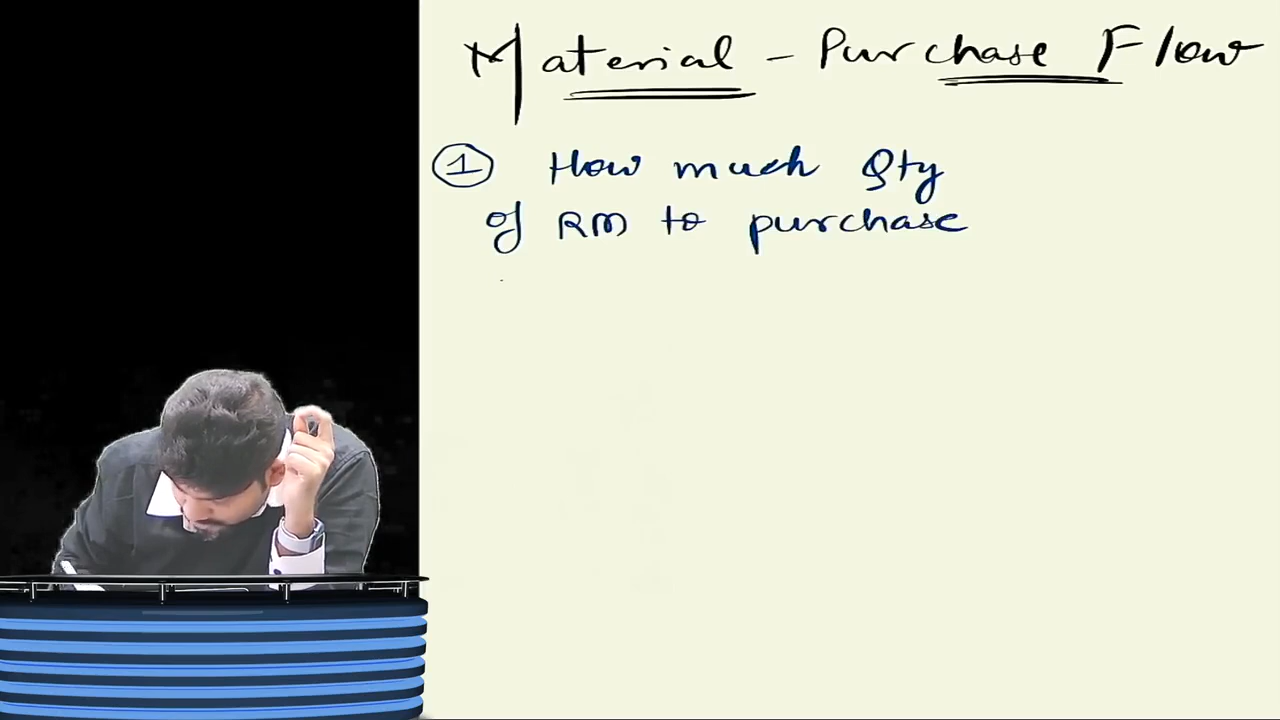 Material - Purchase Flow
① How much Qty
of RM to purchase